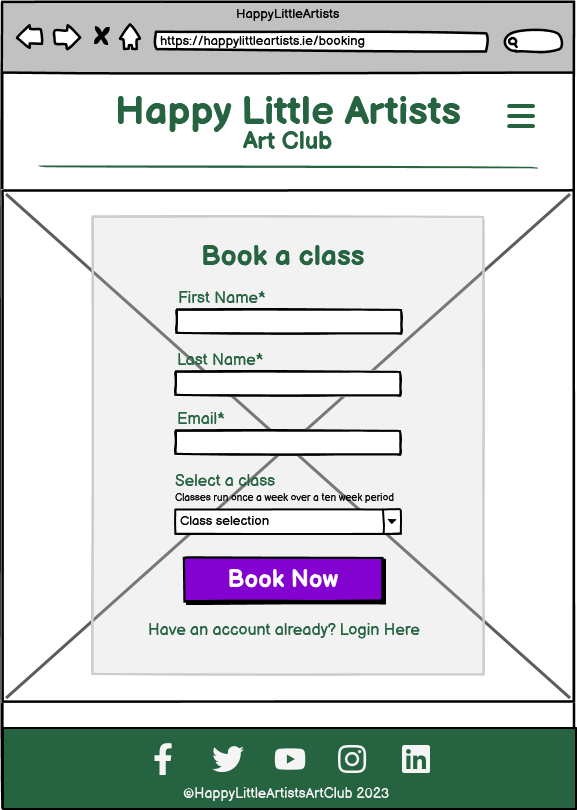 HappyLittleArtists
https://happylittleartists.ie/booking
Happy Little Artists
Art Club
Book a class
First Name*
Last Name*
Email*
Select a class
Classes run once a week over a ten week period
Class selection
Book Now
Have an account already? Login Here
©HappyLittleArtistsArtClub 2023